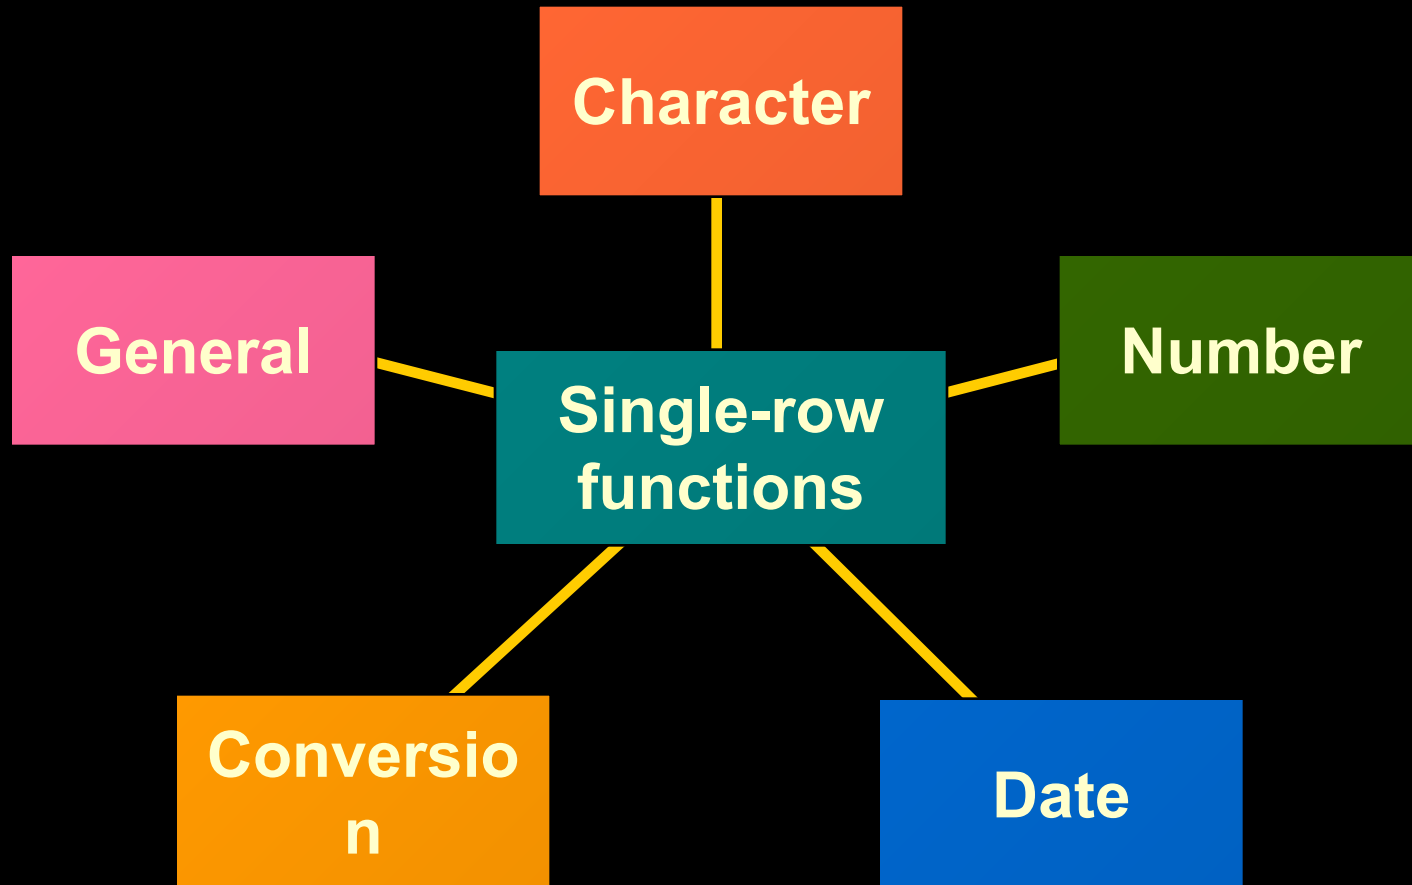 Character
General
Number
Single-row
functions
Conversio
n
Date